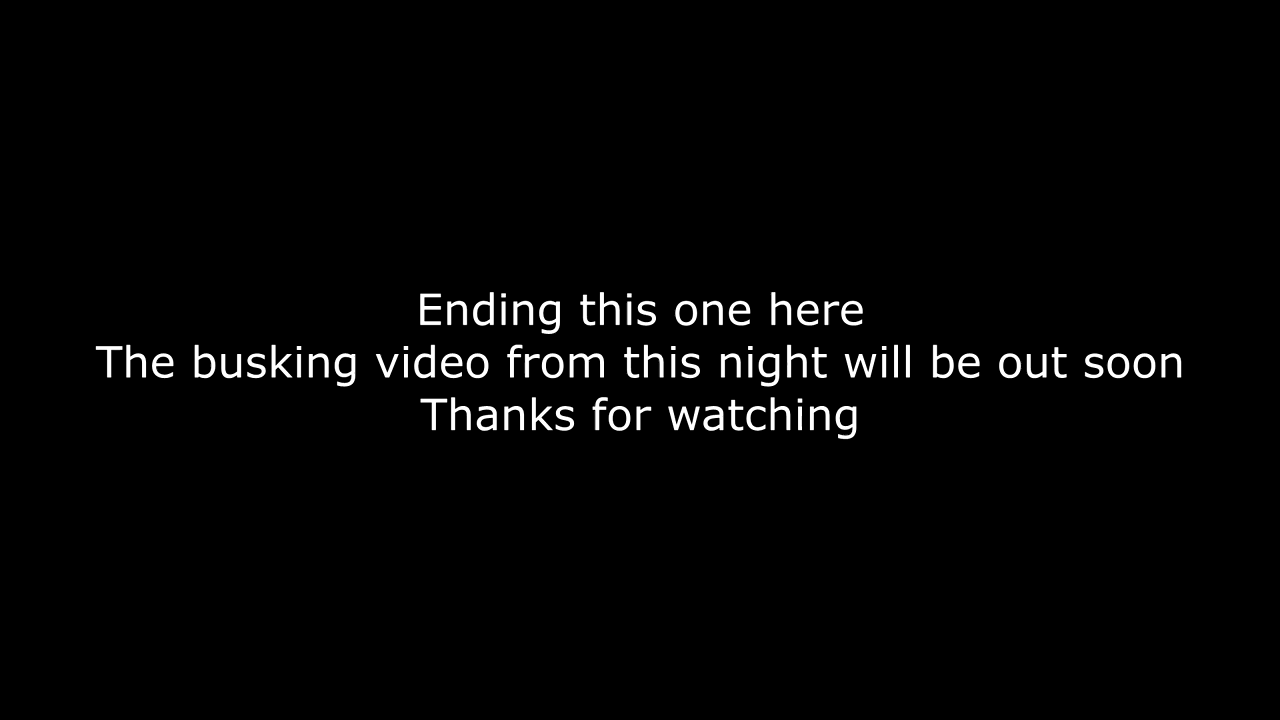 Ending this one here
The busking video from this night will be out soon
Thanks for watching